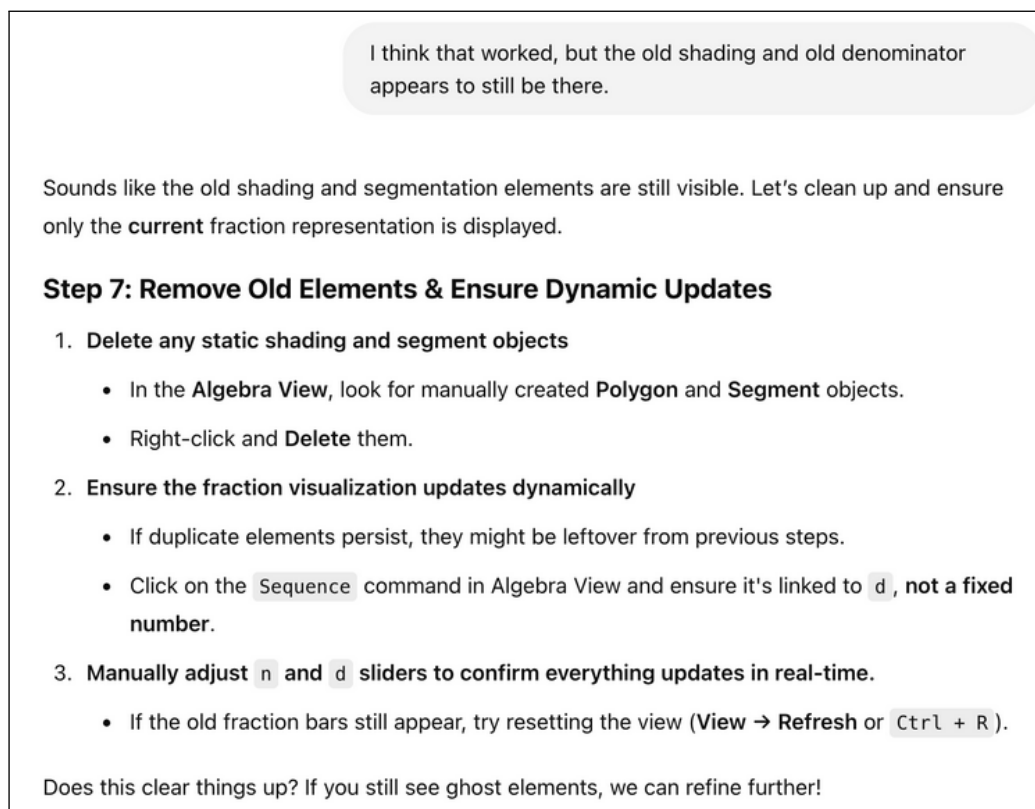 I think that worked, but the old shading and old denominator
appears to still be there.
Sounds like the old shading and segmentation elements are still visible. Let’s clean up and ensure
only the current fraction representation is displayed.
Step 7: Remove Old Elements & Ensure Dynamic Updates
1. Delete any static shading and segment objects
• In the Algebra View, look for manually created Polygon and Segment objects.
• Right-click and Delete them.
2. Ensure the fraction visualization updates dynamically
• If duplicate elements persist, they might be leftover from previous steps.
• Click on the Sequence command in Algebra View and ensure it's linked to d, not a fixed
number.
3. Manually adjust n and d sliders to confirm everything updates in real-time.
• If the old fraction bars still appear, try resetting the view (View → Refresh or Ctrl + R).
Does this clear things up? If you still see ghost elements, we can refine further!